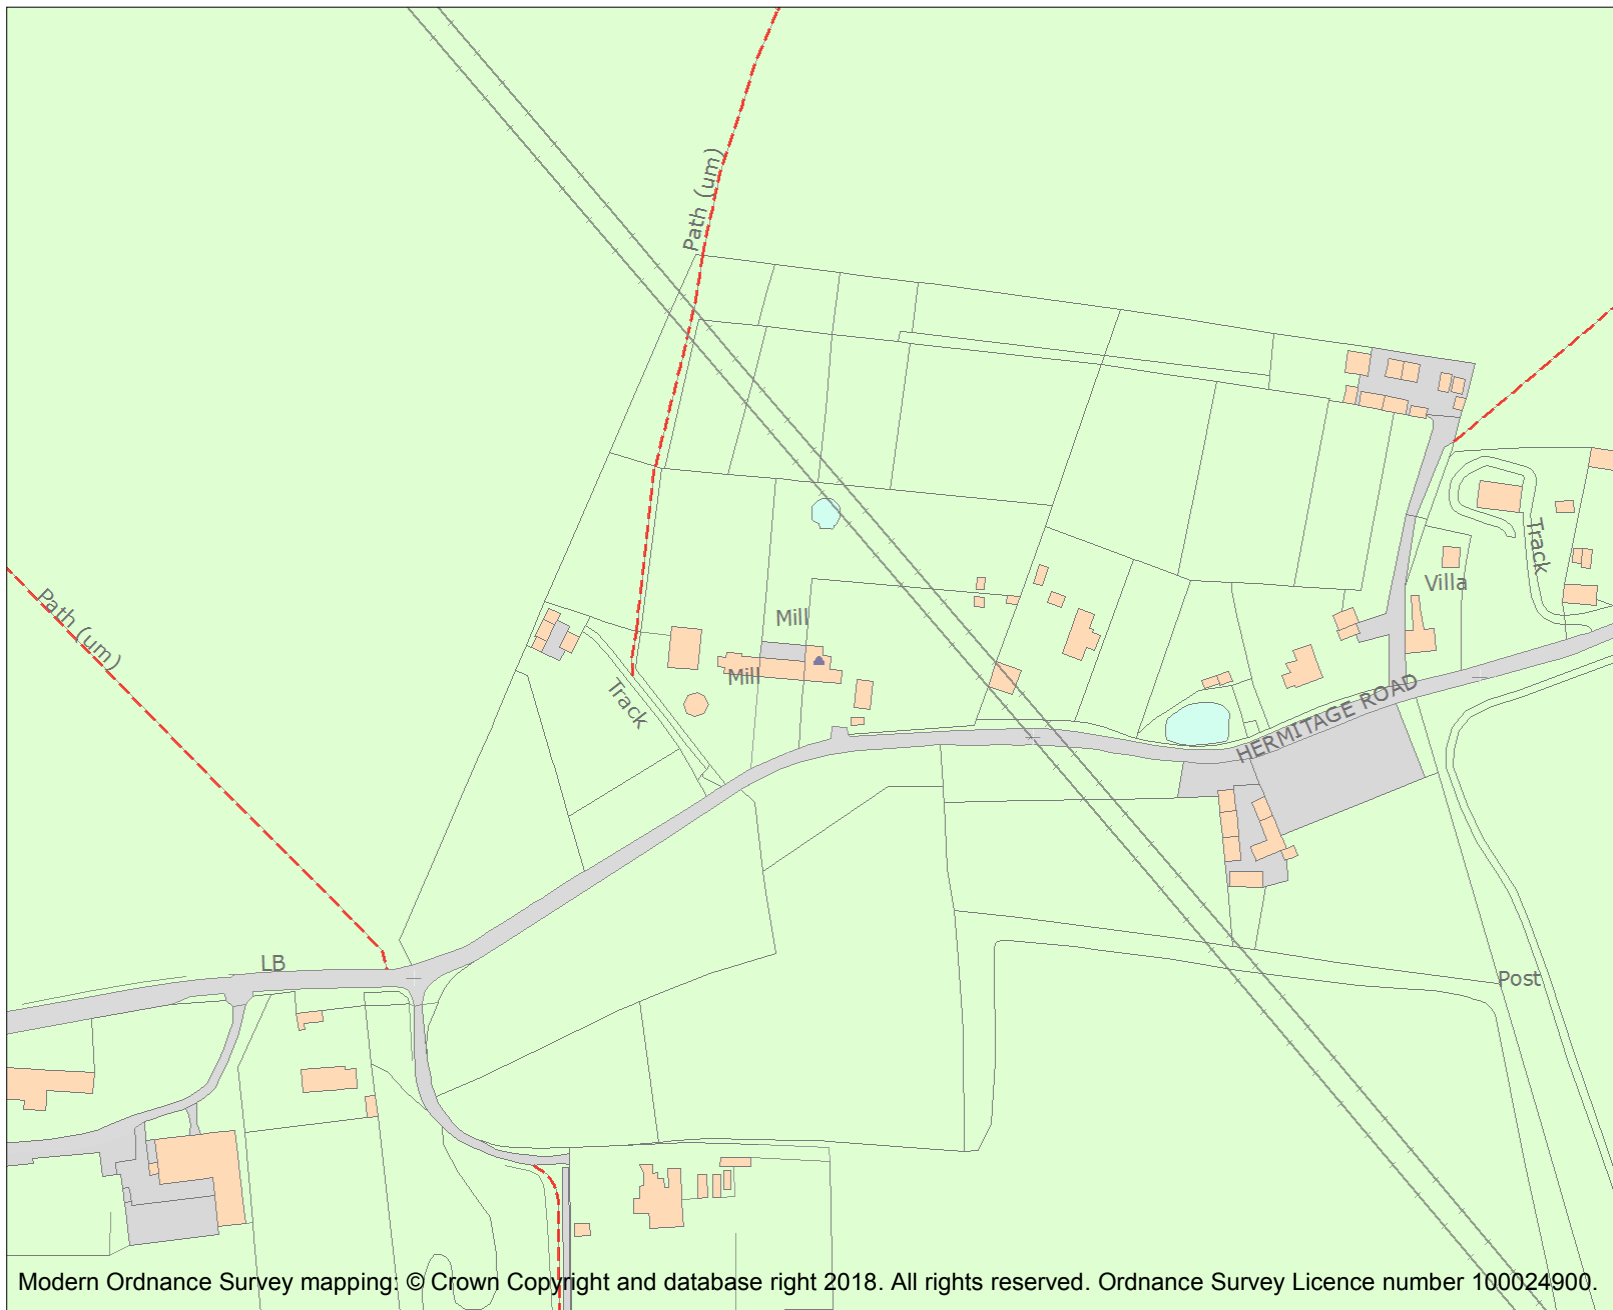 Path (um)
Path (um)
Track
Villa
Mill
Mill
Track
HERMITAGE ROAD
LB
Post
Modern Ordnance Survey mapping: © Crown Copyright and database right 2018. All rights reserved. Ordnance Survey Licence number 100024900.